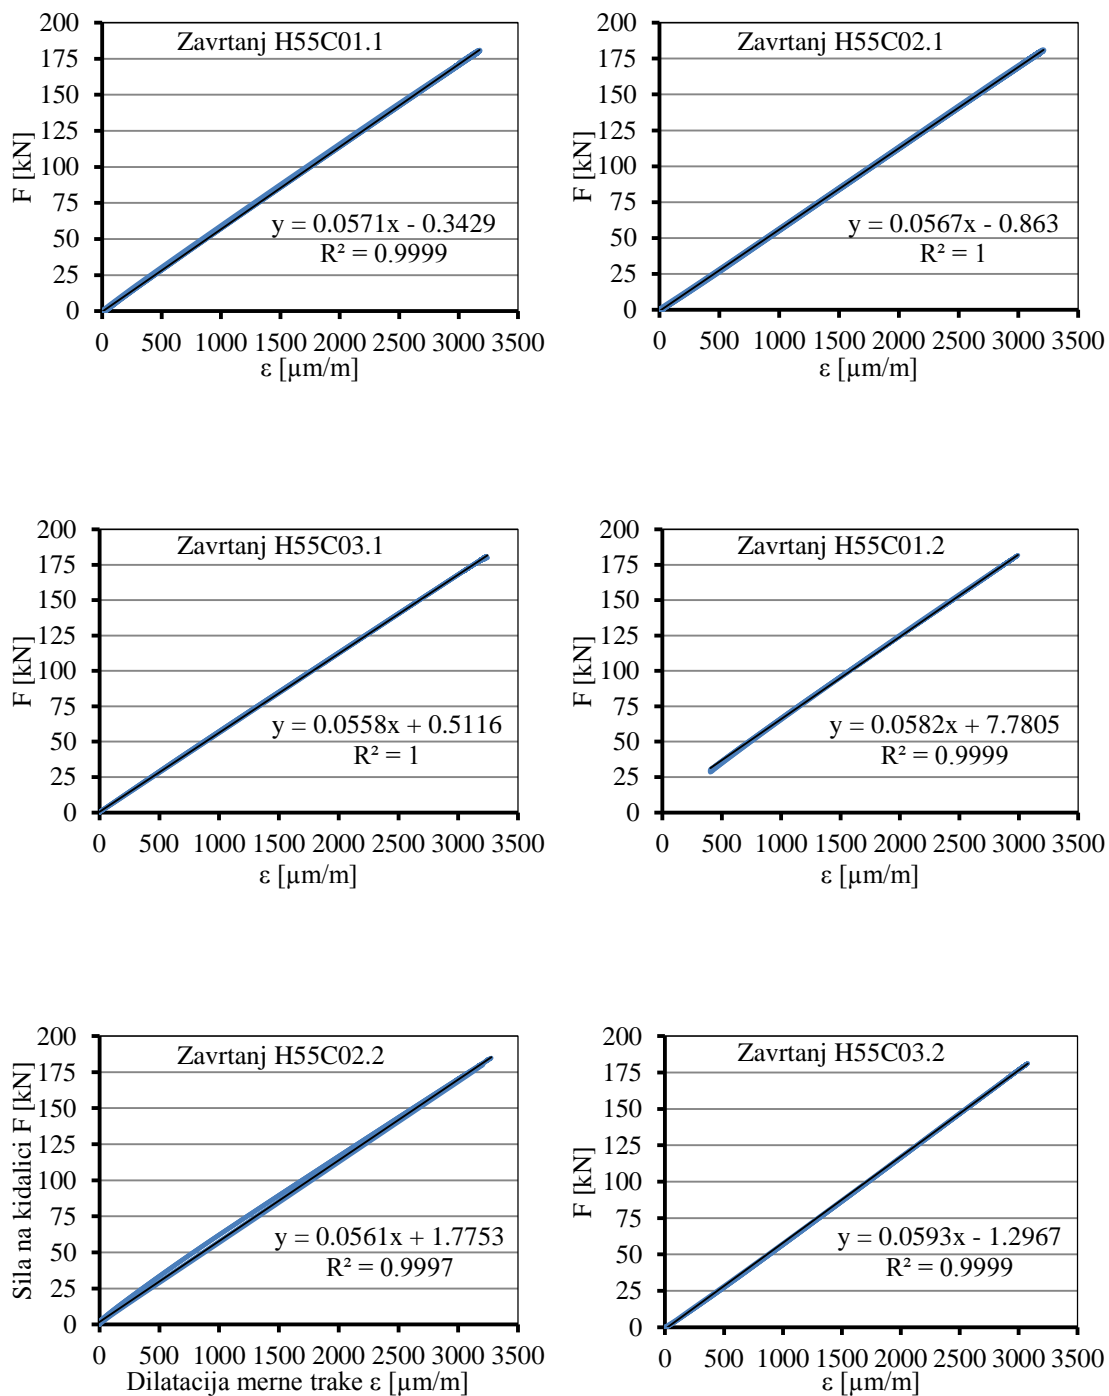 Zavrtanj H55C01.1
F [kN]
200
175
150
125
100
75
50
25
0
y = 0.0571x - 0.3429
R² = 0.9999
0 500 1000 1500 2000 2500 3000 3500
ε [µm/m]
Zavrtanj H55C02.1
F [kN]
200
175
150
125
100
75
50
25
0
y = 0.0567x - 0.863
R² = 1
0 500 1000 1500 2000 2500 3000 3500
ε [µm/m]
Zavrtanj H55C03.1
F [kN]
200
175
150
125
100
75
50
25
0
y = 0.0558x + 0.5116
R² = 1
0 500 1000 1500 2000 2500 3000 3500
ε [µm/m]
Zavrtanj H55C01.2
F [kN]
200
175
150
125
100
75
50
25
0
y = 0.0582x + 7.7805
R² = 0.9999
0 500 1000 1500 2000 2500 3000 3500
ε [µm/m]
Zavrtanj H55C02.2
Sila na kidalici F [kN]
200
175
150
125
100
75
50
25
0
y = 0.0561x + 1.7753
R² = 0.9997
0 500 1000 1500 2000 2500 3000 3500
Dilatacija merne trake ε [µm/m]
Zavrtanj H55C03.2
F [kN]
200
175
150
125
100
75
50
25
0
y = 0.0593x - 1.2967
R² = 0.9999
0 500 1000 1500 2000 2500 3000 3500
ε [µm/m]